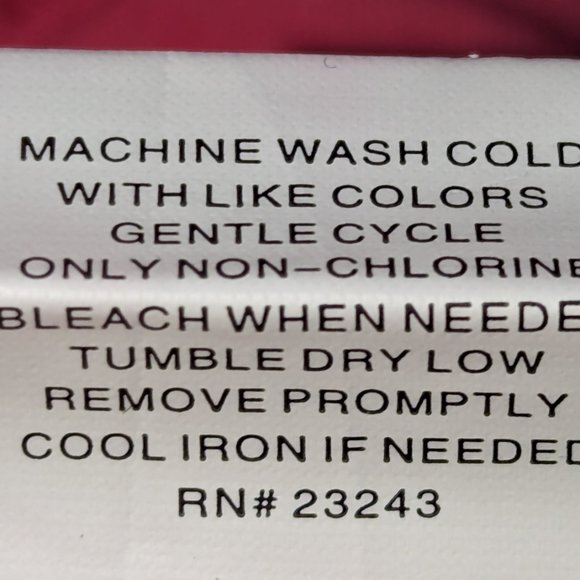 MACHINE WASH COLD
WITH LIKE COLORS
GENTLE CYCLE
ONLY NON-CHLORINE
BLEACH WHEN NEEDE
TUMBLE DRY LOW
REMOVE PROMPTLY
COOL IRON IF NEEDED
RN# 23243